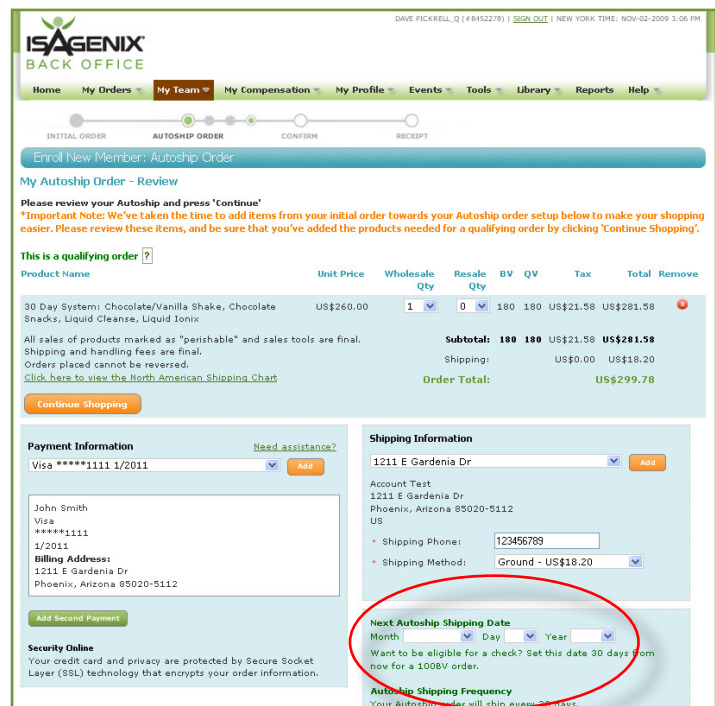 DAVE PICKRELL_Q (#8452278) | SIGN OUT | NEW YORK TIME: NOV-02-2009 3:06 PM
ISAGENIX
BACK OFFICE
Home My Orders My Team My Compensation My Profile Events Tools Library Reports Help
INITIAL ORDER AUTOSHIP ORDER CONFIRM RECEIPT
Enroll New Member: Autoship Order
My Autoship Order - Review
Please review your Autoship and press 'Continue'
*Important Note: We've taken the time to add items from your initial order towards your Autoship order setup below to make your shopping
easier. Please review these items, and be sure that you've added the products needed for a qualifying order by clicking 'Continue Shopping'.
This is a qualifying order ?
Product Name Unit Price Wholesale Qty Resale Qty BV QV Tax Total Remove
30 Day System: Chocolate/Vanilla Shake, Chocolate US$260.00 1 0 180 180 US$21.58 US$281.58
Snacks, Liquid Cleanse, Liquid Ionix
All sales of products marked as "perishable" and sales tools are final. Subtotal: 180 180 US$21.58 US$281.58
Shipping and handling fees are final. Shipping: US$0.00 US$18.20
Orders placed cannot be reversed.
Click here to view the North American Shipping Chart Order Total: US$299.78
Continue Shopping
Payment Information Need assistance?
Visa *****1111 1/2011 Add
John Smith
Visa
*****1111
1/2011
Billing Address:
1211 E Gardenia Dr
Phoenix, Arizona 85020-5112
Add Second Payment
Security Online
Your credit card and privacy are protected by Secure Socket
Layer (SSL) technology that encrypts your order information.
Shipping Information
1211 E Gardenia Dr Add
Account Test
1211 E Gardenia Dr
Phoenix, Arizona 85020-5112
US
* Shipping Phone: 123456789
* Shipping Method: Ground - US$18.20
Next Autoship Shipping Date
Month Day Year
Want to be eligible for a check? Set this date 30 days from
now for a 100BV order.
Autoship Shipping Frequency
Your Autoship order will ship every 30 days.